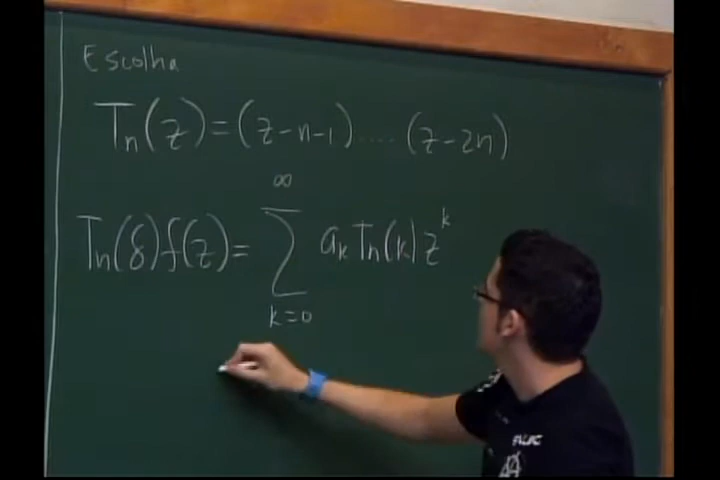 Escolha
Tn(z)=(z-n-1)....(z-2n)
Tn(δ)f(z)= ∞ Σ k=0 ak Tn(k) z^k